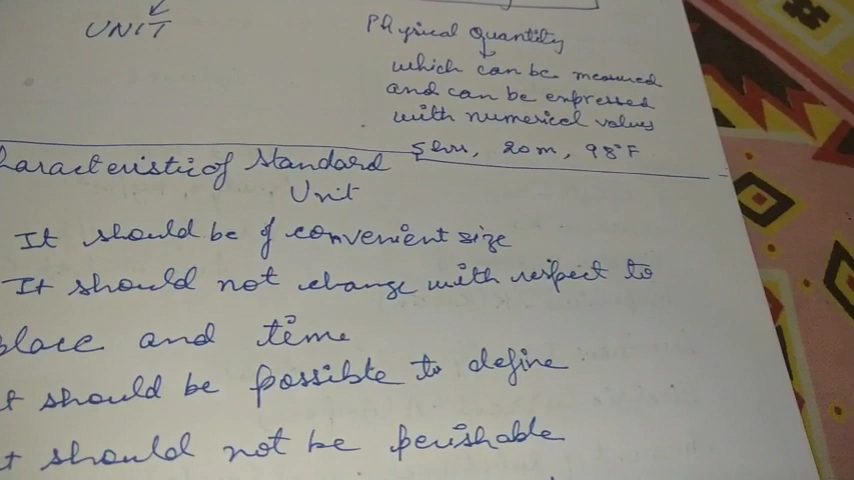 UNIT
Physical Quantity
which can be measured
and can be expressed
with numerical values
5 hrs, 20m, 98°F
haracteristic of Standard
Unit
It should be of convenient size
It should not change with respect to
place and time
t should be possible to define
t should not be perishable